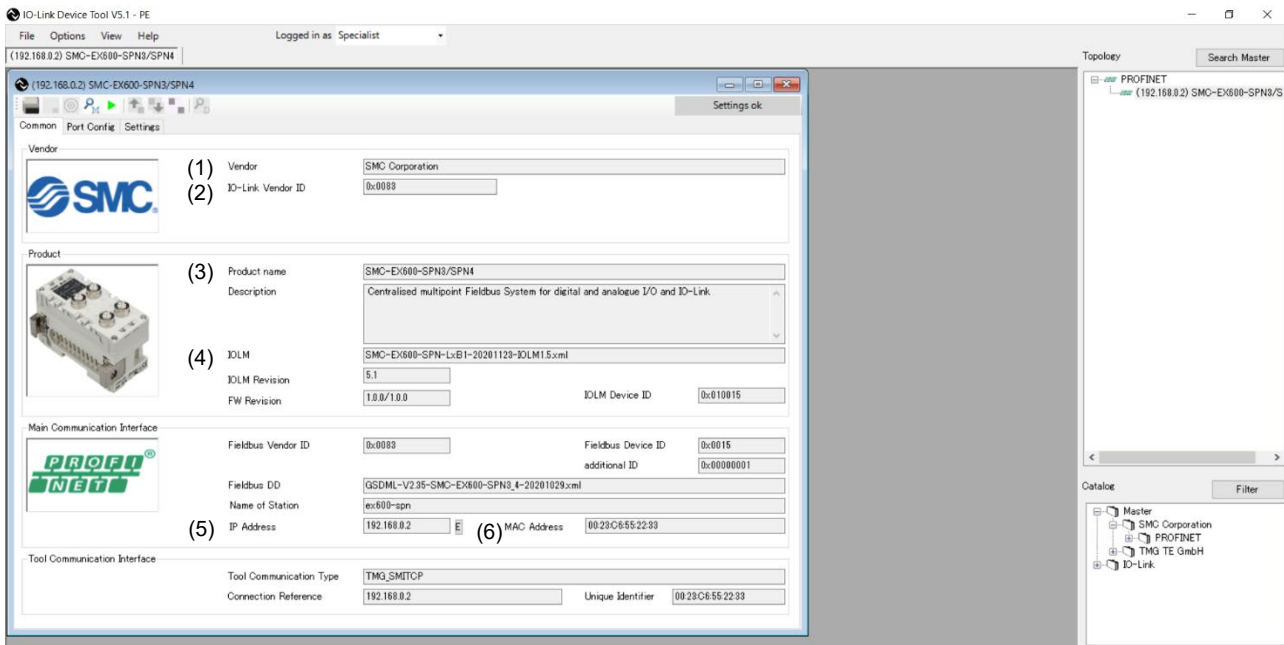 IO-Link Device Tool V5.1 - PE
File Options View Help Logged in as Specialist
(192.168.0.2) SMC-EX600-SPN3/SPN4
Topology Search Master
PROFINET
(192.168.0.2) SMC-EX600-SPN3/S
(192.168.0.2) SMC-EX600-SPN3/SPN4
Settings ok
Common Port Config Settings
Vendor
SMC
(1) Vendor SMC Corporation
(2) IO-Link Vendor ID 0x0083
Product
(3) Product name SMC-EX600-SPN3/SPN4
Description Centralised multipoint Fieldbus System for digital and analogue I/O and IO-Link
(4) IOLM SMC-EX600-SPN-LxB1-20201123-IOLM1.5.xml
IOLM Revision 5.1
FW Revision 1.0.0/1.0.0 IOLM Device ID 0x010015
Main Communication Interface
PROFI
NET
Fieldbus Vendor ID 0x0083 Fieldbus Device ID 0x0015
additional ID 0x00000001
Fieldbus DD GSDML-V2.35-SMC-EX600-SPN3_4-20201029.xml
Name of Station ex600-spn
(5) IP Address 192.168.0.2 E (6) MAC Address 00:23:C6:55:22:33
Tool Communication Interface
Tool Communication Type TMG_SMITCP
Connection Reference 192.168.0.2 Unique Identifier 00:23:C6:55:22:33
Catalog Filter
Master
SMC Corporation
PROFINET
TMG TE GmbH
IO-Link